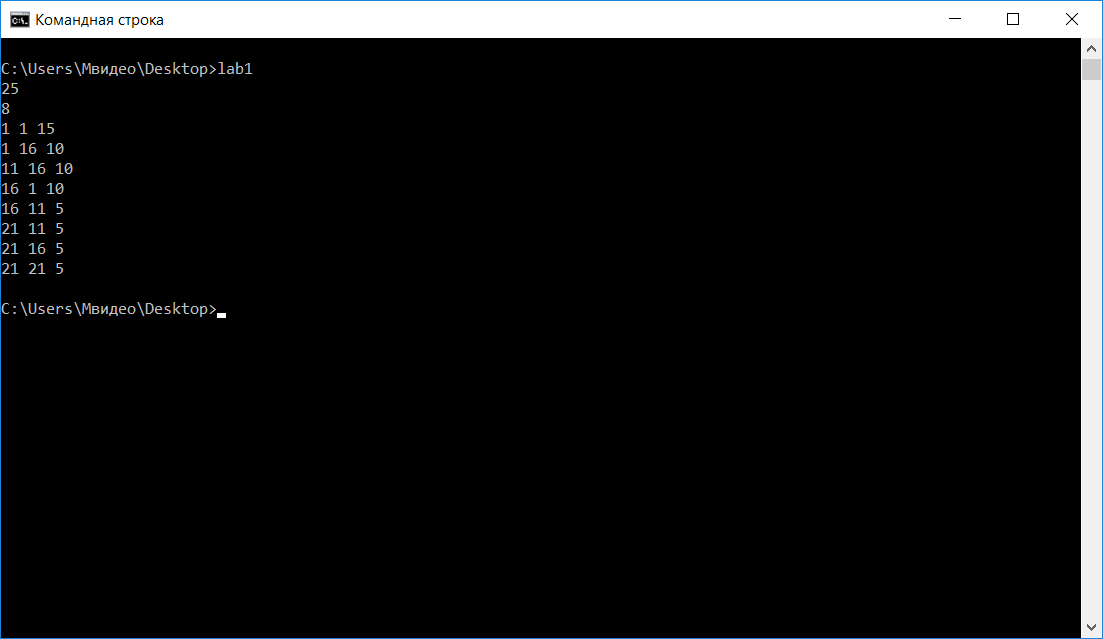 Командная строка
C:\Users\Мвидео\Desktop>lab1
25
8
1 1 15
1 16 10
11 16 10
16 1 10
16 11 5
21 11 5
21 16 5
21 21 5
C:\Users\Мвидео\Desktop>